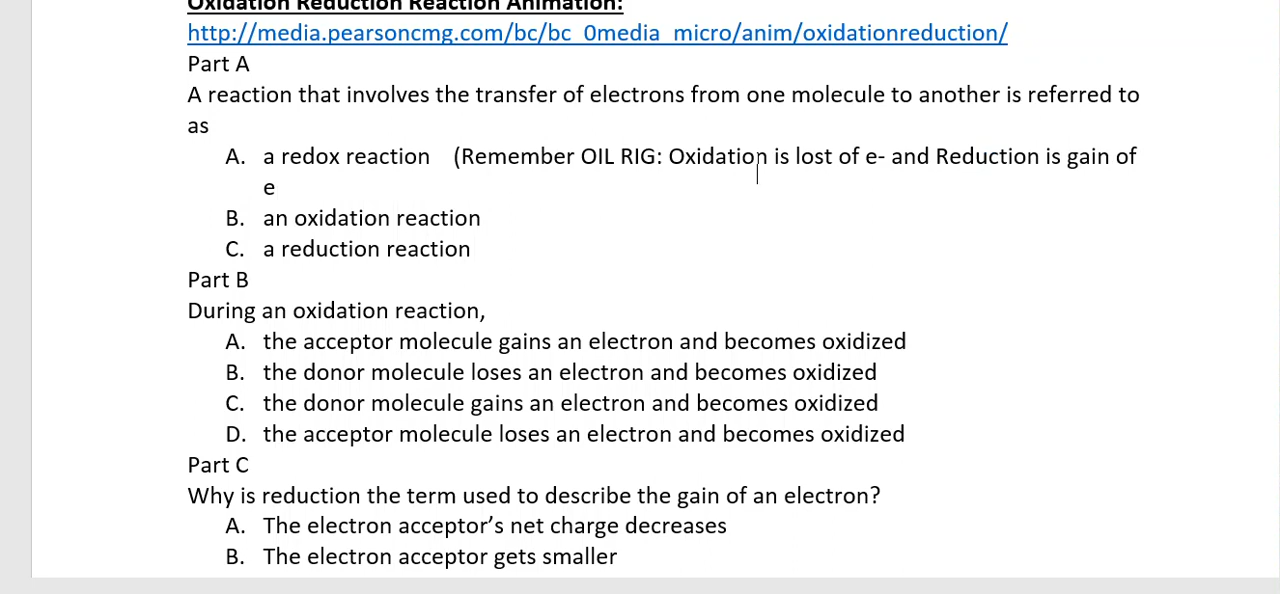 Oxidation Reduction Reaction Animation:
http://media.pearsoncmg.com/bc/bc_0media_micro/anim/oxidationreduction/
Part A
A reaction that involves the transfer of electrons from one molecule to another is referred to
as
A. a redox reaction (Remember OIL RIG: Oxidation is lost of e- and Reduction is gain of
e
B. an oxidation reaction
C. a reduction reaction
Part B
During an oxidation reaction,
A. the acceptor molecule gains an electron and becomes oxidized
B. the donor molecule loses an electron and becomes oxidized
C. the donor molecule gains an electron and becomes oxidized
D. the acceptor molecule loses an electron and becomes oxidized
Part C
Why is reduction the term used to describe the gain of an electron?
A. The electron acceptor’s net charge decreases
B. The electron acceptor gets smaller